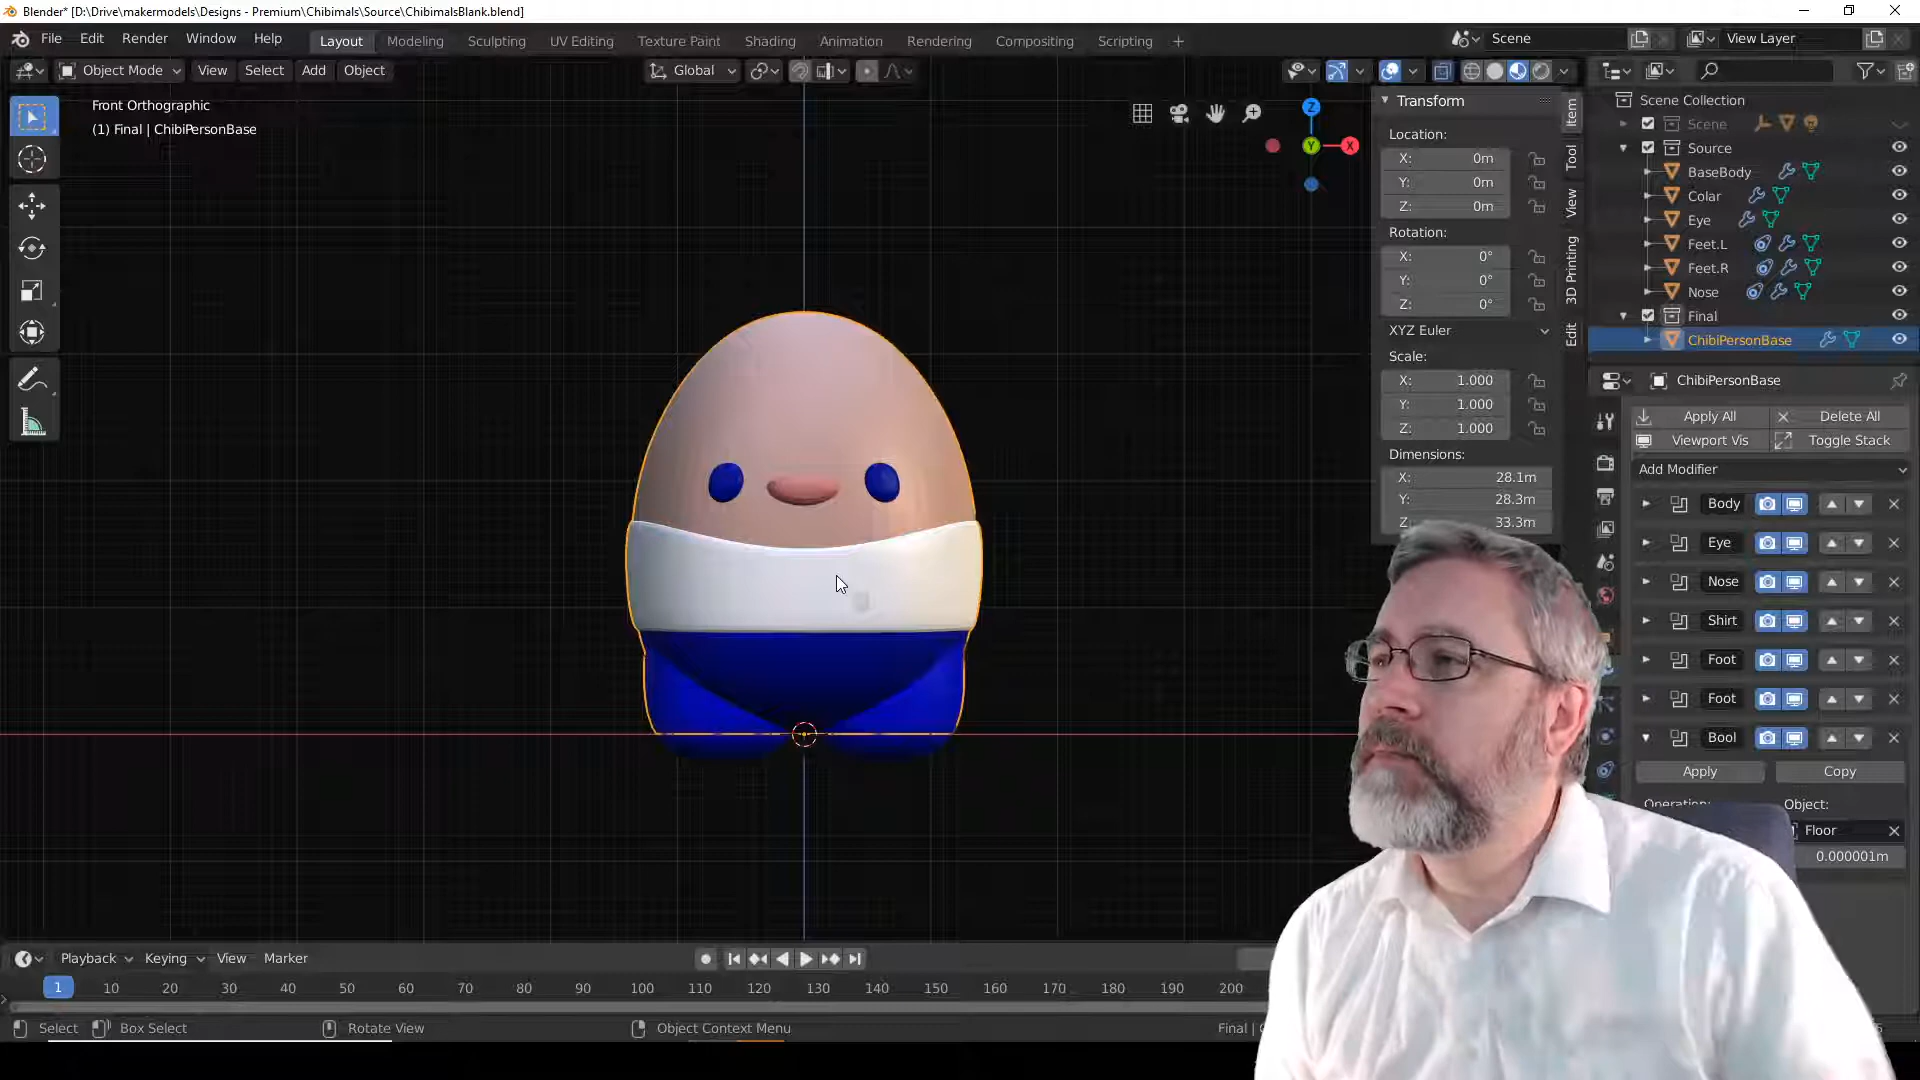 Blender* [D:\Drive\makermodels\Designs - Premium\Chibimals\Source\ChibimalsBlank.blend]
File Edit Render Window Help
Layout Modeling Sculpting UV Editing Texture Paint Shading Animation Rendering Compositing Scripting +
Scene
View Layer
Object Mode View Select Add Object
Global
Front Orthographic
(1) Final | ChibiPersonBase
Z
Y
X
Transform
Location:
X: 0m
Y: 0m
Z: 0m
Rotation:
X: 0°
Y: 0°
Z: 0°
XYZ Euler
Scale:
X: 1.000
Y: 1.000
Z: 1.000
Dimensions:
X: 28.1m
Y: 28.3m
Z: 33.3m
Item
Tool
View
3D Printing
Edit
Scene Collection
Scene
Source
BaseBody
Colar
Eye
Feet.L
Feet.R
Nose
Final
ChibiPersonBase
ChibiPersonBase
Apply All Delete All
Viewport Vis Toggle Stack
Add Modifier
Body
Eye
Nose
Shirt
Foot
Foot
Bool
Apply Copy
Operation: Object:
Floor
0.000001m
Playback Keying View Marker
1 10 20 30 40 50 60 70 80 90 100 110 120 130 140 150 160 170 180 190 200
Select Box Select Rotate View Object Context Menu
Final |